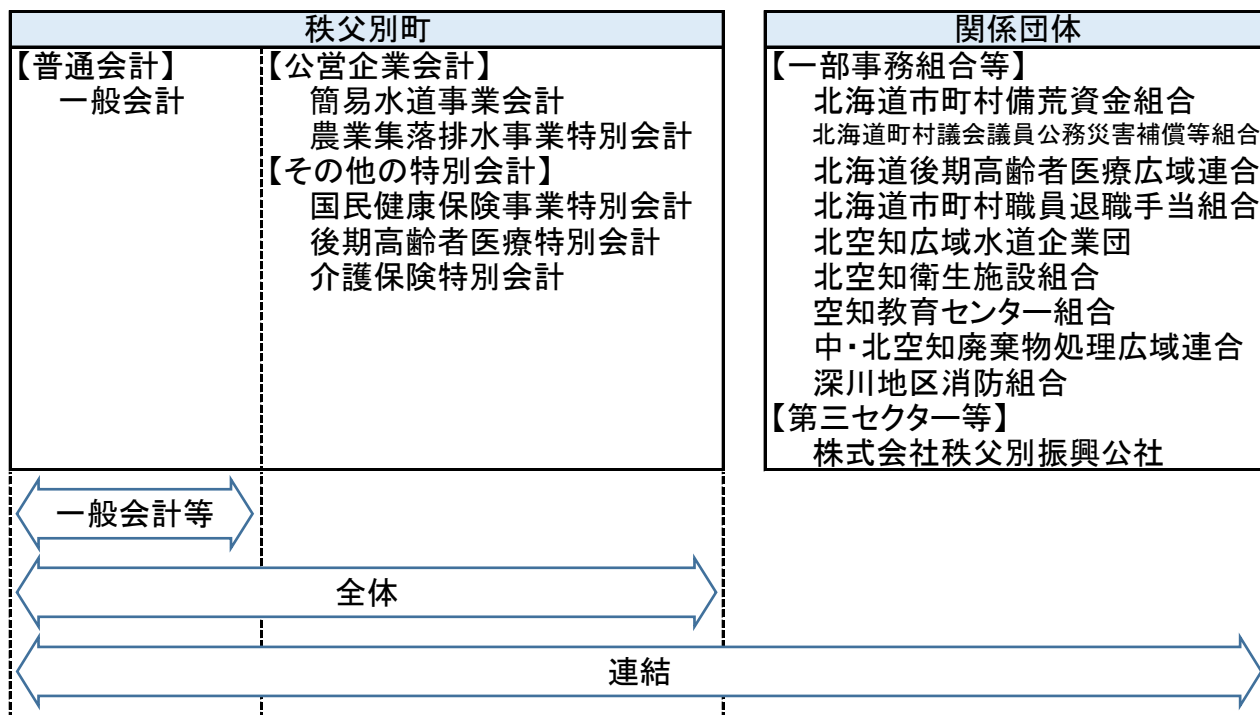 秩父別町
【普通会計】
一般会計
【公営企業会計】
簡易水道事業会計
農業集落排水事業特別会計
【その他の特別会計】
国民健康保険事業特別会計
後期高齢者医療特別会計
介護保険特別会計
関係団体
【一部事務組合等】
北海道市町村備荒資金組合
北海道町村議会議員公務災害補償等組合
北海道後期高齢者医療広域連合
北海道市町村職員退職手当組合
北空知広域水道企業団
北空知衛生施設組合
空知教育センター組合
中・北空知廃棄物処理広域連合
深川地区消防組合
【第三セクター等】
株式会社秩父別振興公社
一般会計等
全体
連結